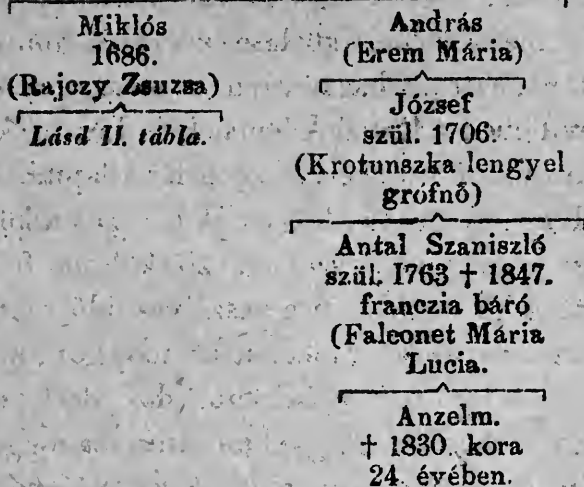 Miklós
1686.
(Rajczy Zsuzsa)
Lásd II. tábla.
András
(Erem Mária)
József
szül. 1706.
(Krotunszka lengyel
grófnő)
Antal Szaniszló
szül. 1763 † 1847.
franczia báró
(Falconet Mária
Lucia.
Anzelm.
† 1830. kora
24. évében.